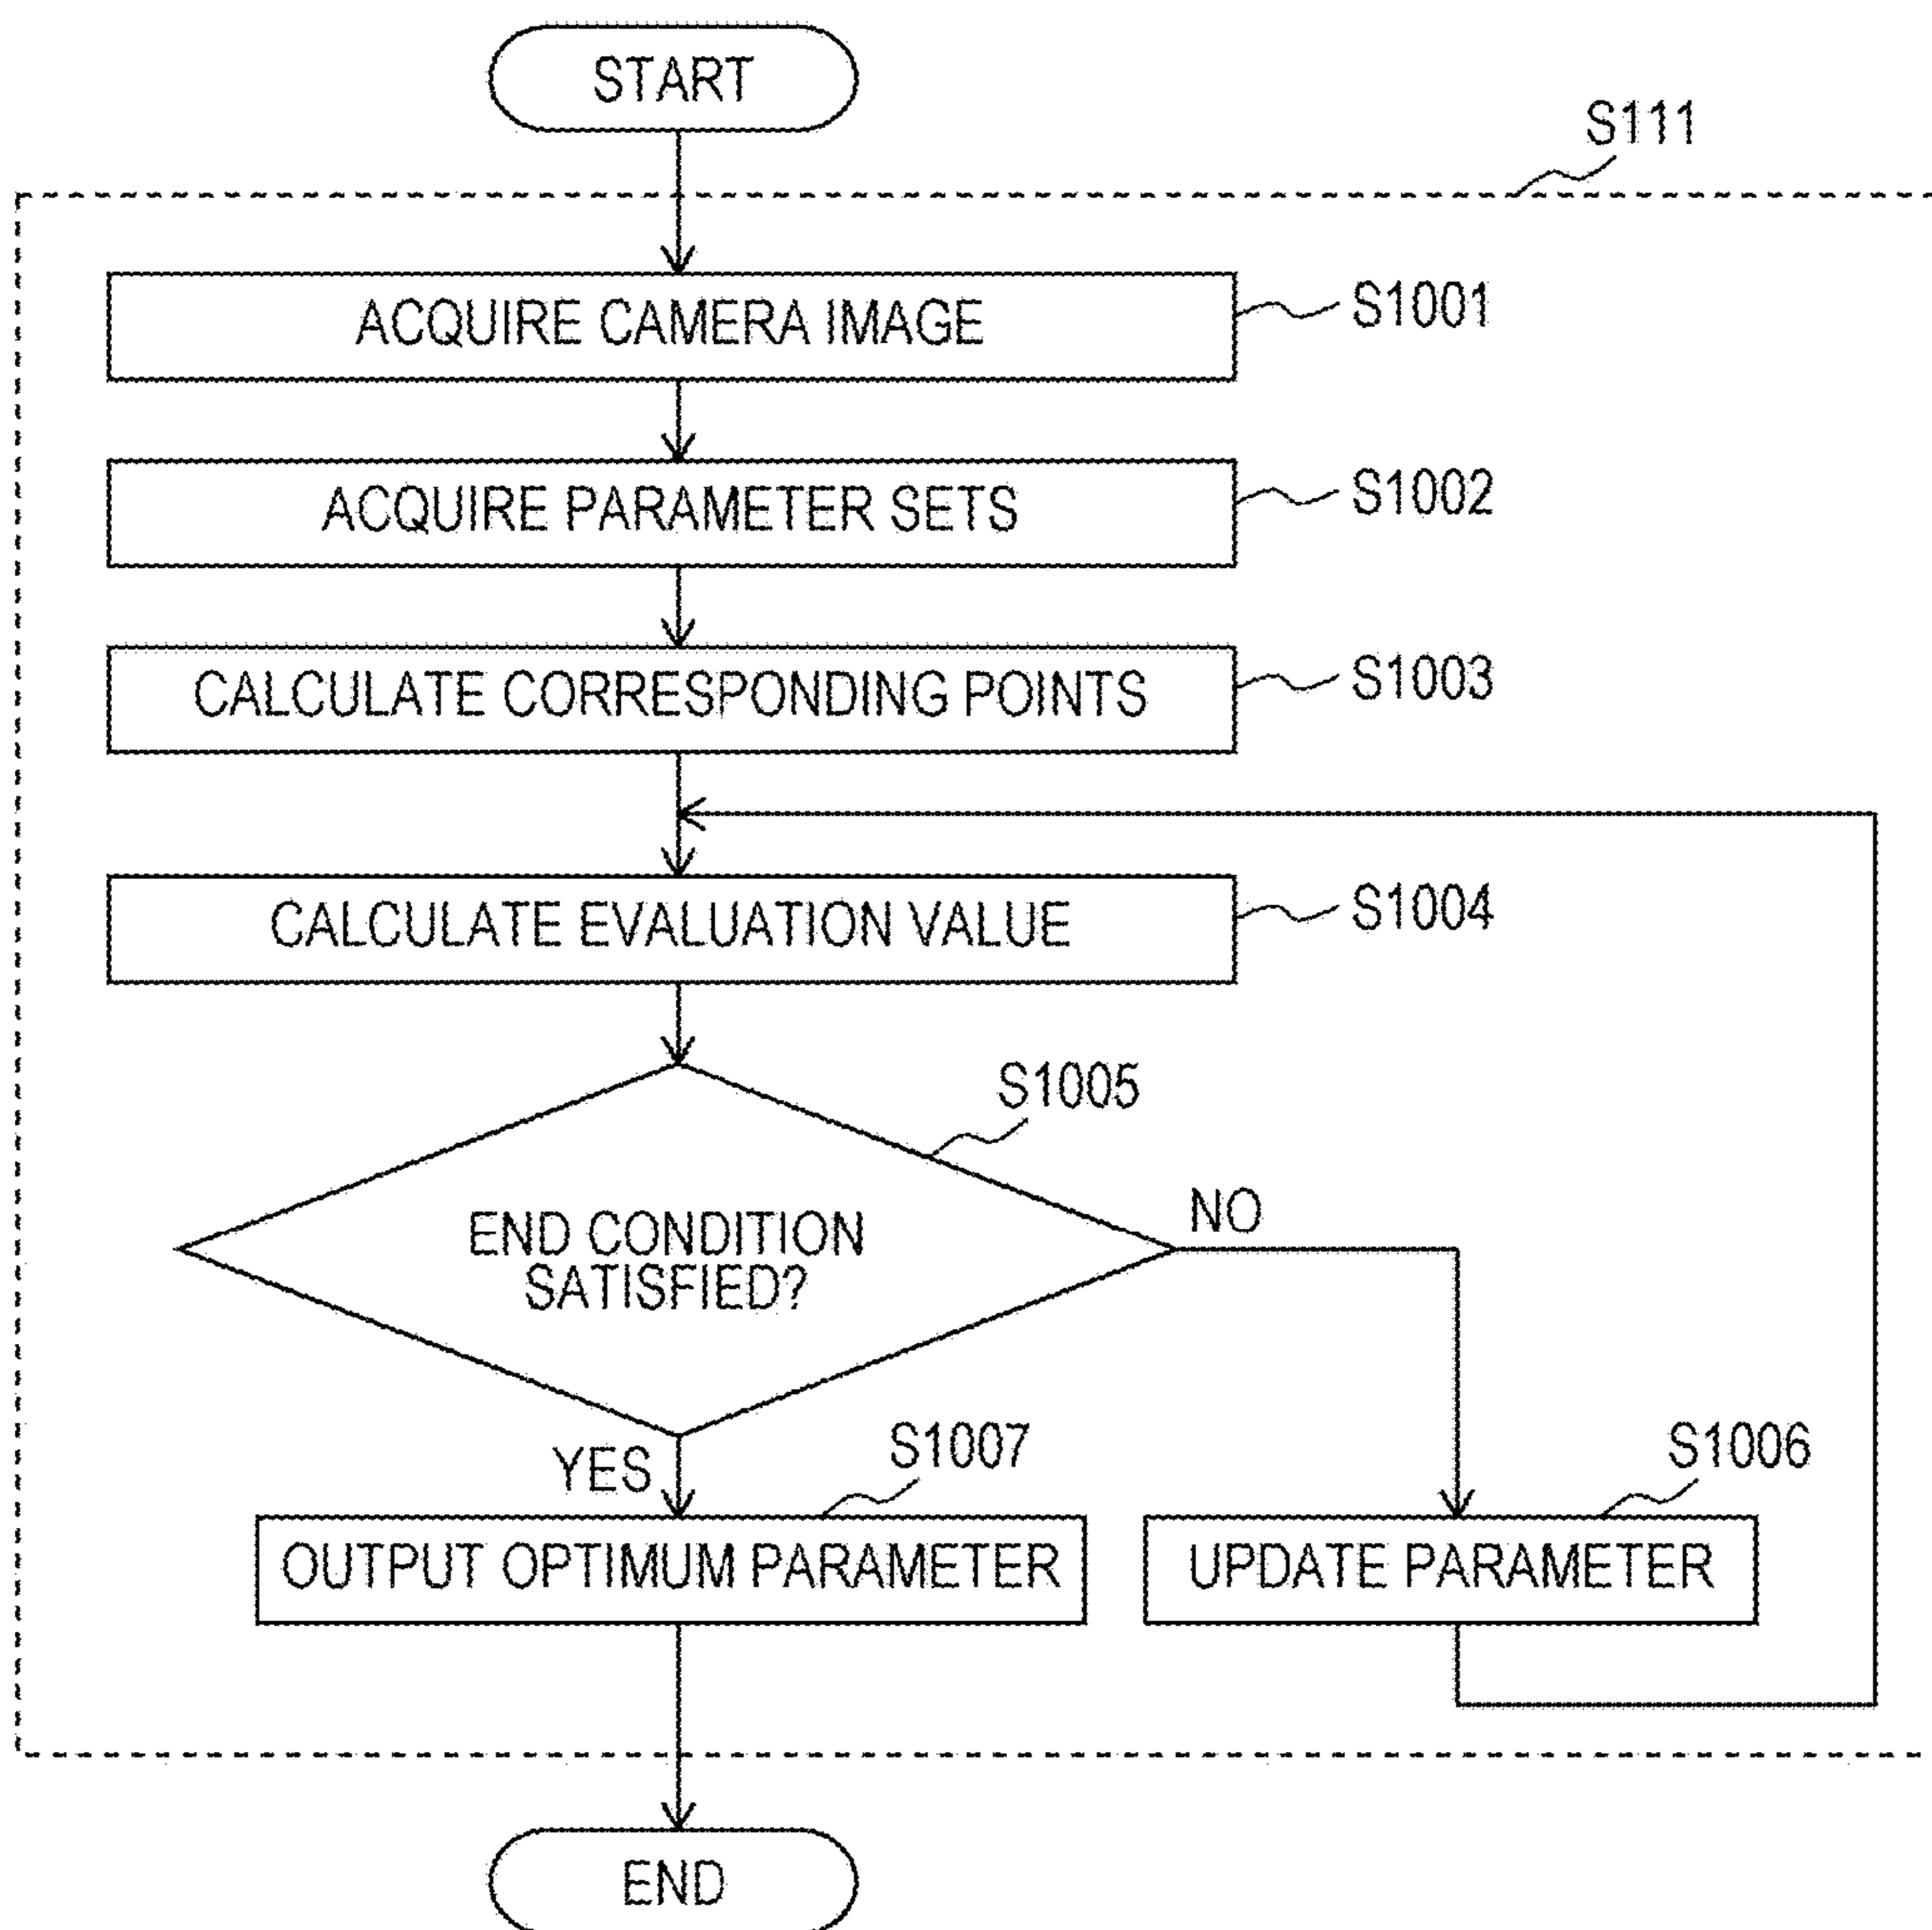 START
S111
ACQUIRE CAMERA IMAGE
S1001
ACQUIRE PARAMETER SETS
S1002
CALCULATE CORRESPONDING POINTS
S1003
CALCULATE EVALUATION VALUE
S1004
S1005
END CONDITION
SATISFIED?
NO
YES
S1007
S1006
OUTPUT OPTIMUM PARAMETER
UPDATE PARAMETER
END